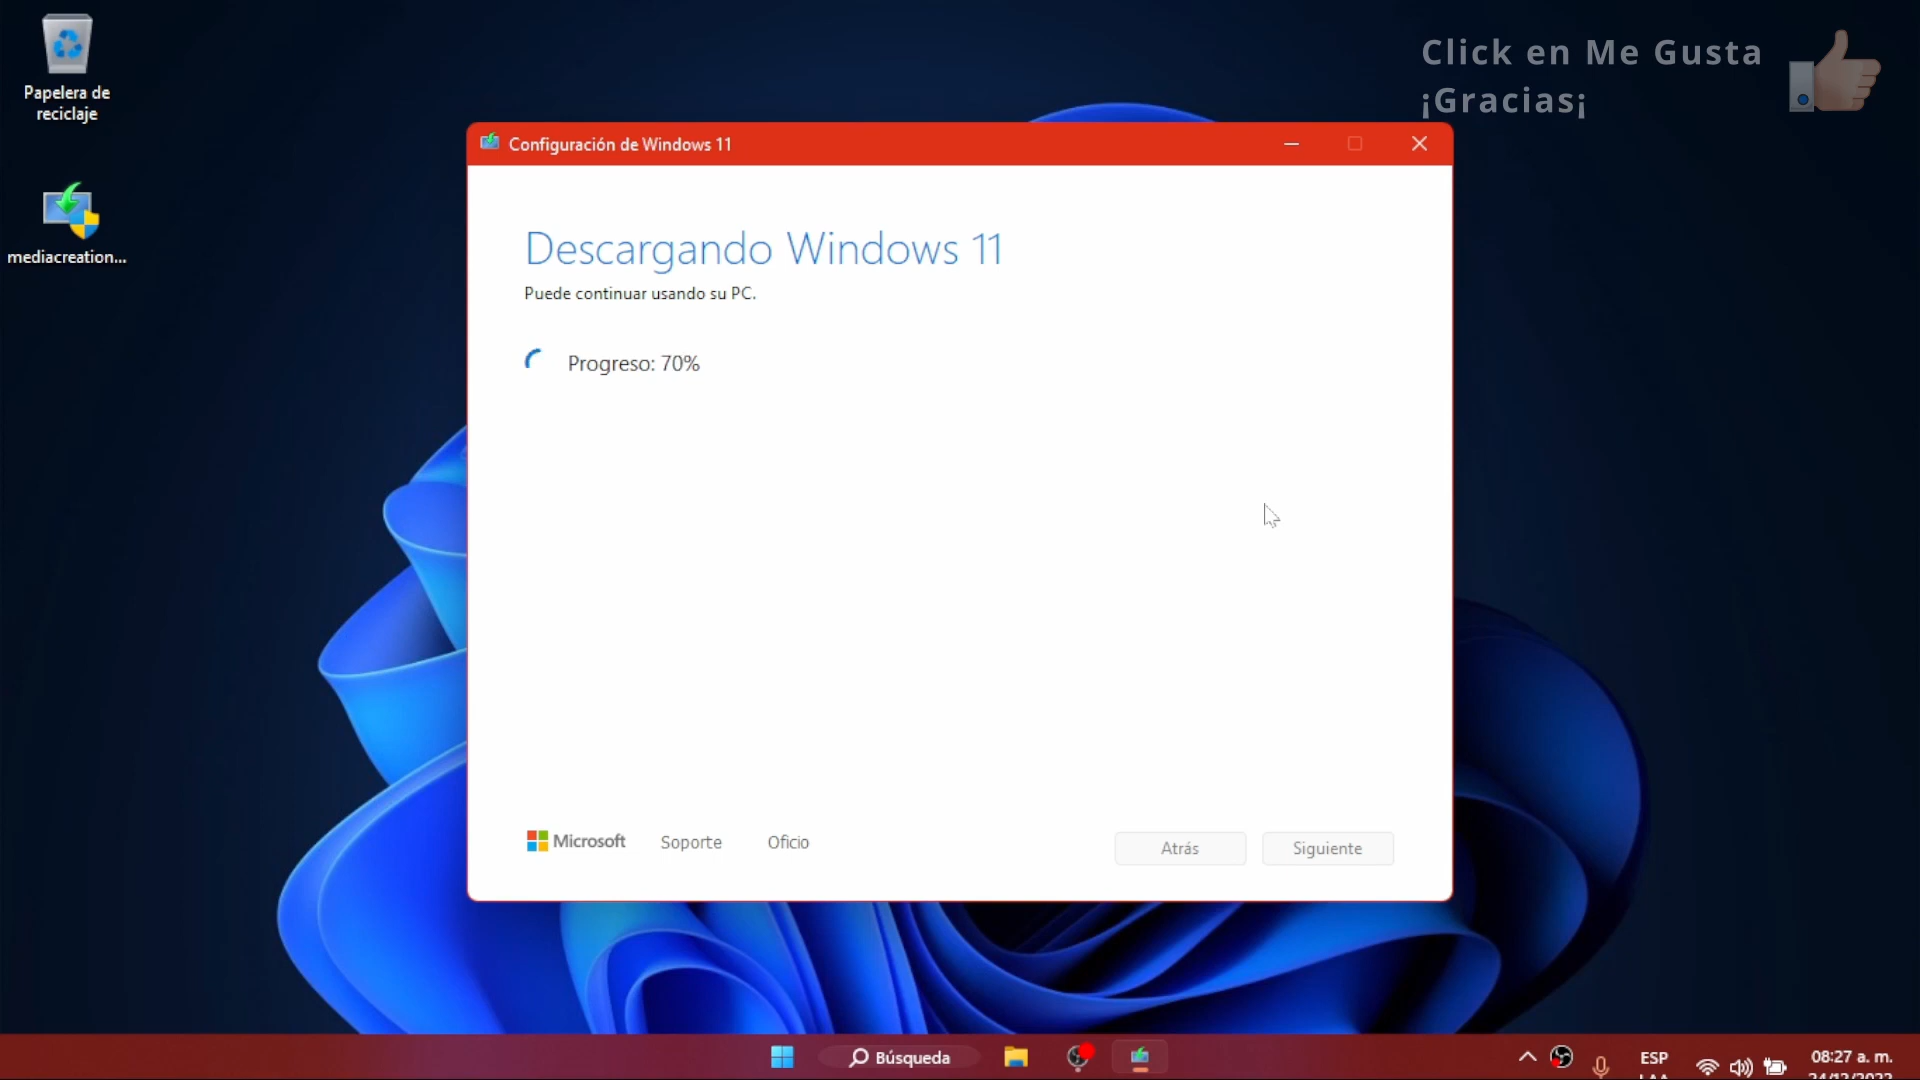 Click en Me Gusta
¡Gracias¡
Papelera de
reciclaje
mediacreation...
Configuración de Windows 11
Descargando Windows 11
Puede continuar usando su PC.
Progreso: 70%
Microsoft
Soporte
Oficio
Atrás
Siguiente
Búsqueda
ESP
LAA
08:27 a. m.